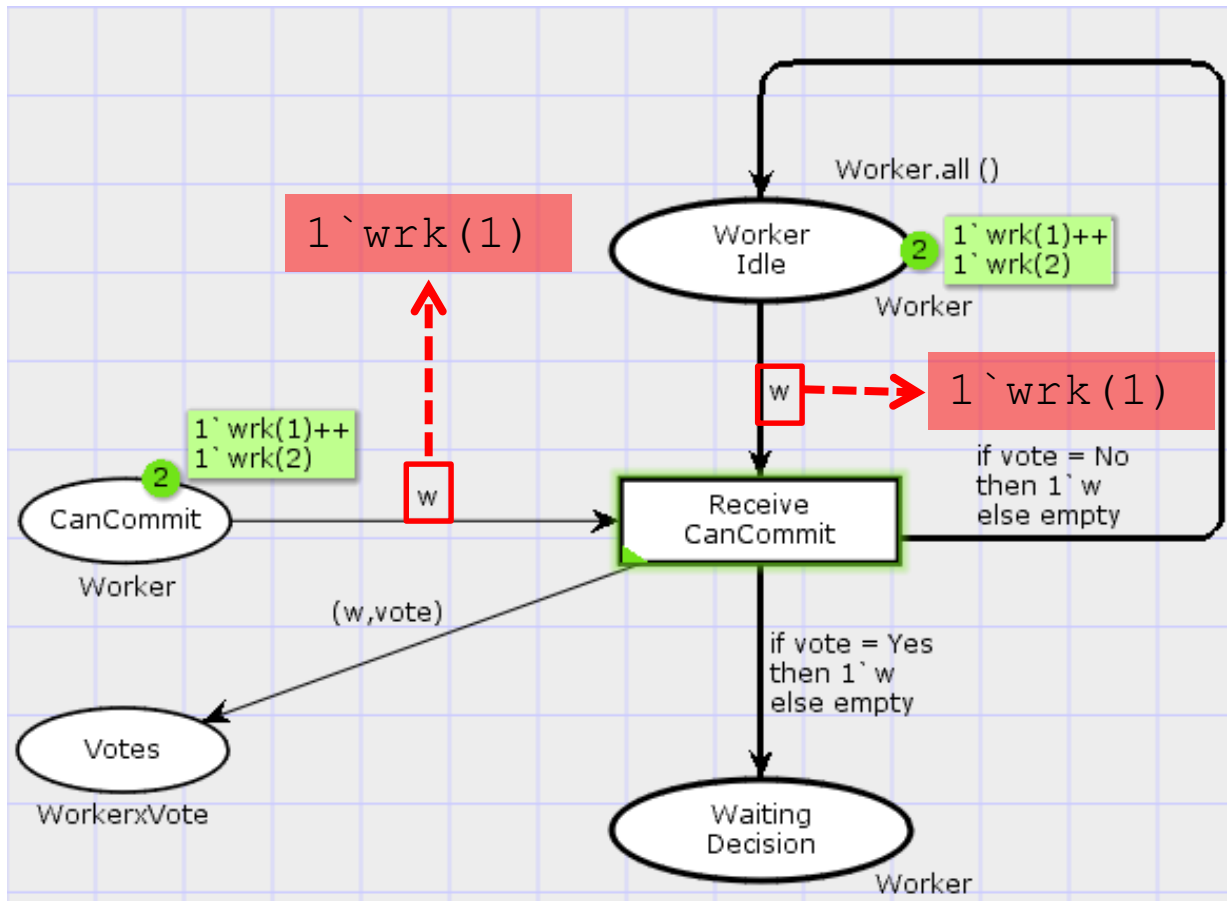 Worker.all ()
1`wrk(1)
Worker
Idle
2
1`wrk(1)++
1`wrk(2)
Worker
w
1`wrk(1)
1`wrk(1)++
1`wrk(2)
2
CanCommit
Worker
w
Receive
CanCommit
if vote = No
then 1`w
else empty
(w,vote)
if vote = Yes
then 1`w
else empty
Votes
WorkerxVote
Waiting
Decision
Worker